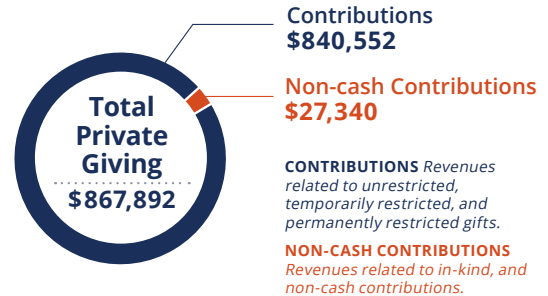 Contributions
$840,552
Non-cash Contributions
$27,340
Total
Private
Giving
$867,892
CONTRIBUTIONS Revenues
related to unrestricted,
temporarily restricted, and
permanently restricted gifts.
NON-CASH CONTRIBUTIONS
Revenues related to in-kind, and
non-cash contributions.